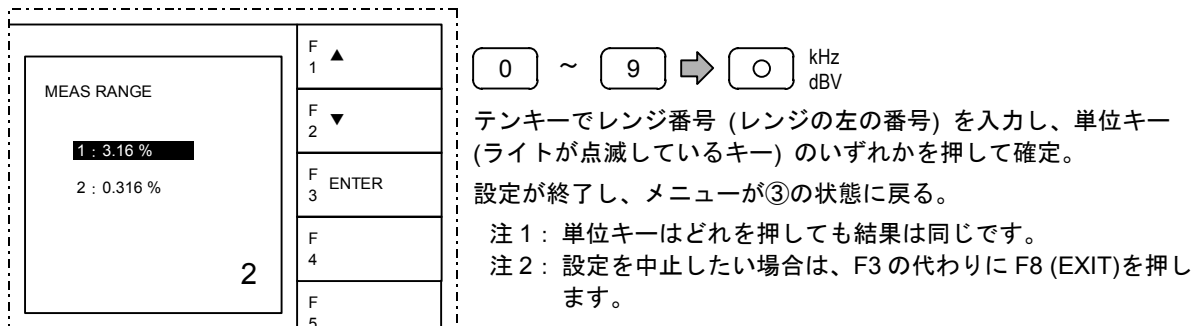 MEAS RANGE
1 : 3.16 %
2 : 0.316 %
2
F1 ▲
F2 ▼
F3 ENTER
F4
F5
0 ~ 9 ⇨ ○ kHz
dBV
テンキーでレンジ番号 (レンジの左の番号) を入力し、単位キー
(ライトが点滅しているキー) のいずれかを押して確定。
設定が終了し、メニューが③の状態に戻る。
注 1 : 単位キーはどれを押しても結果は同じです。
注 2 : 設定を中止したい場合は、F3 の代わりに F8 (EXIT)を押し
ます。